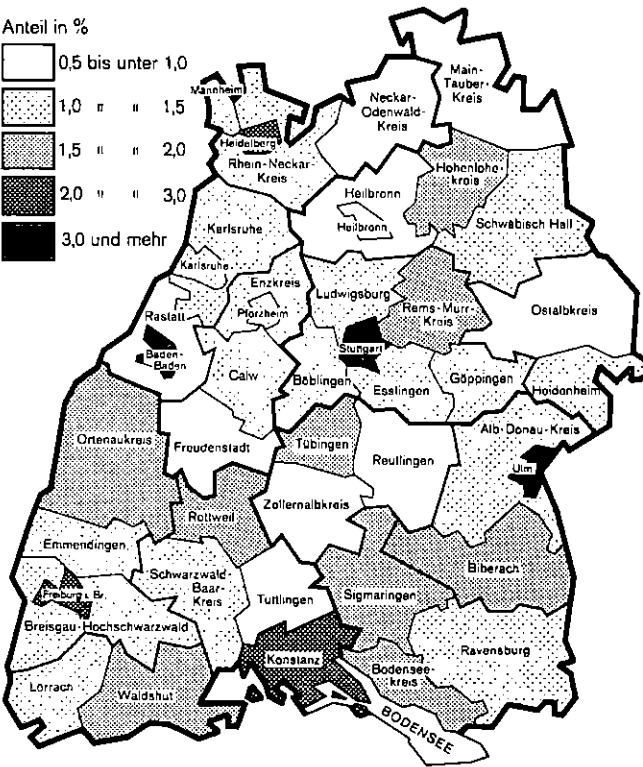 Anteil in %
0,5 bis unter 1,0
1,0 " " 1,5
1,5 " " 2,0
2,0 " " 3,0
3,0 und mehr
Main-
Tauber-
Kreis
Neckar-
Odenwald-
Kreis
Mannheim
Heidelberg
Rhein-Neckar-
Kreis
Hohenlohe-
kreis
Heilbronn
Heilbronn
Schwäbisch Hall
Karlsruhe
Karlsruhe
Enzkreis
Pforzheim
Ludwigsburg
Rems-Murr-
Kreis
Ostalbkreis
Rastatt
Baden-
Baden
Stuttgart
Calw
Böblingen
Esslingen
Göppingen
Heidenheim
Ortenaukreis
Freudenstadt
Tübingen
Reutlingen
Alb-Donau-Kreis
Ulm
Rottweil
Zollernalbkreis
Emmendingen
Schwarzwald-
Baar-
Kreis
Tuttlingen
Sigmaringen
Biberach
Freiburg i. Br.
Breisgau-Hochschwarzwald
Konstanz
Ravensburg
Bodensee-
kreis
Lörrach
Waldshut
BODENSEE